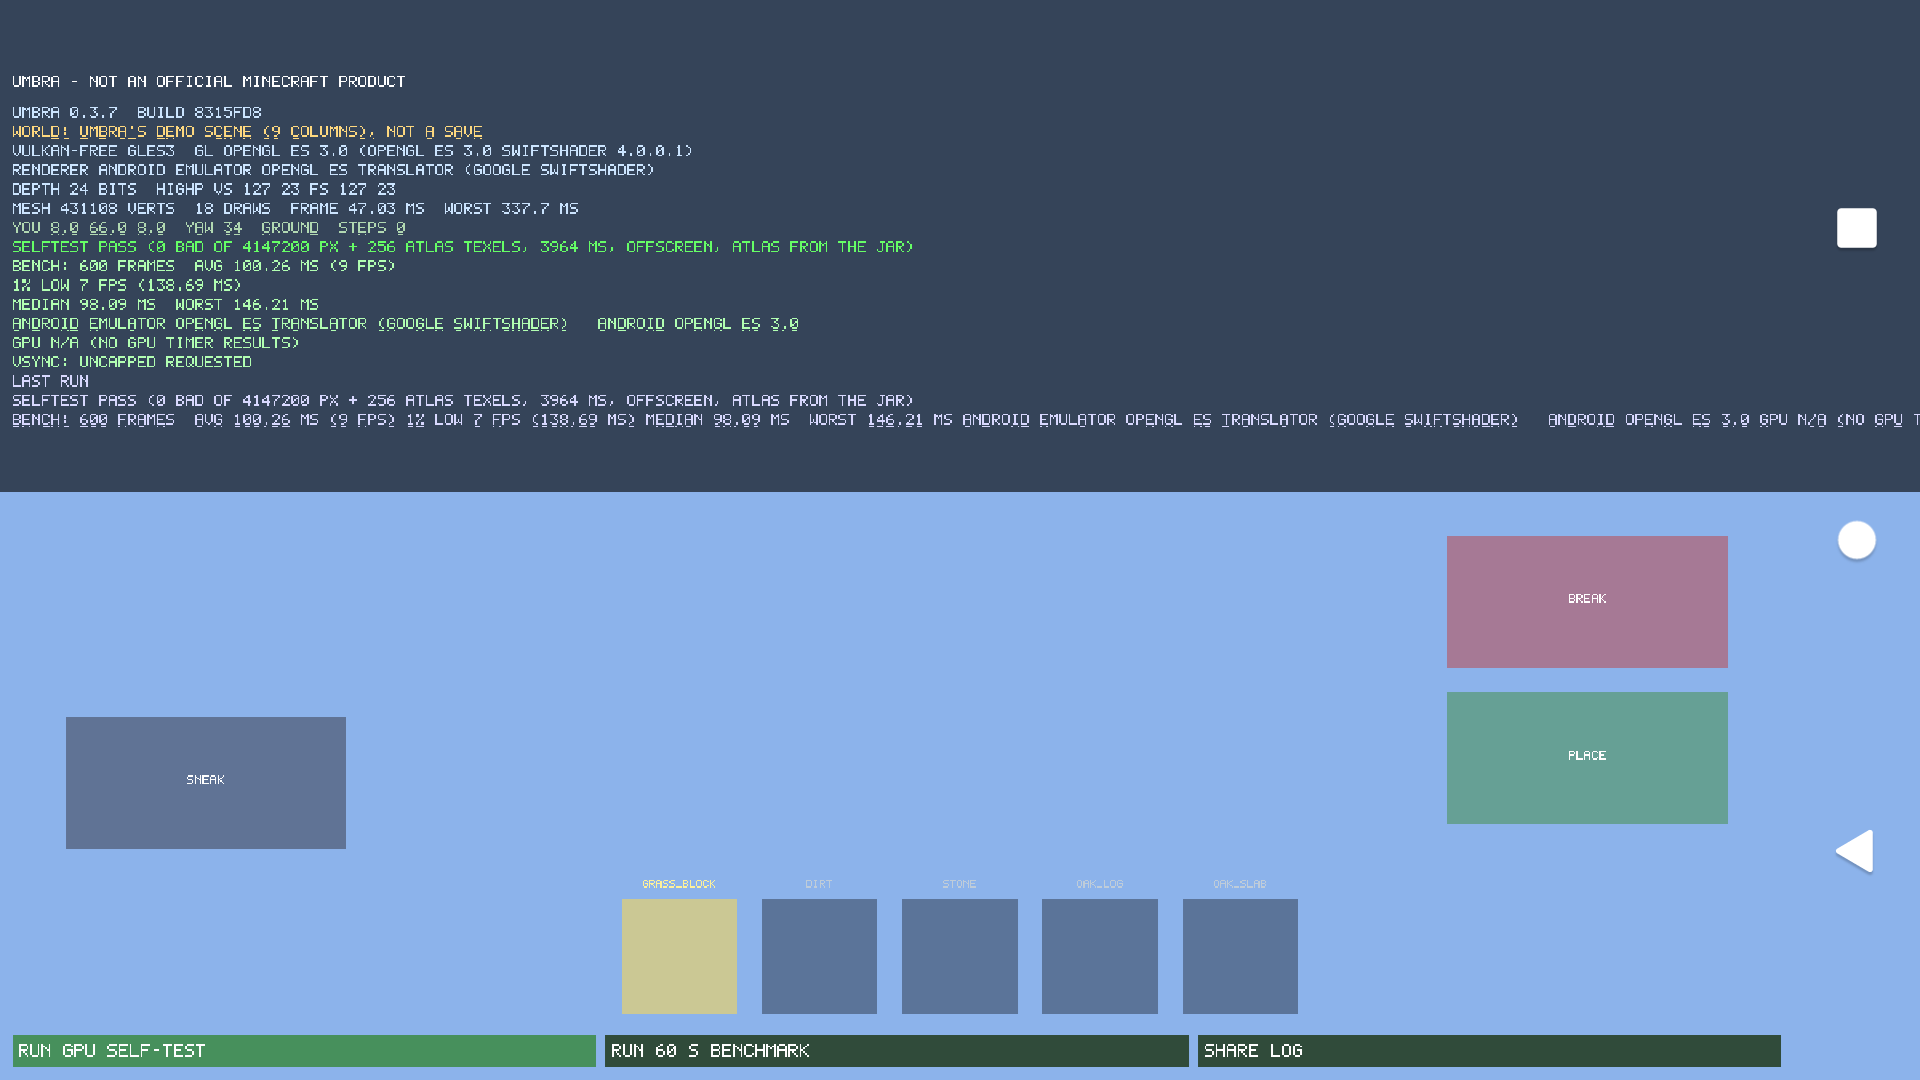 UMBRA - NOT AN OFFICIAL MINECRAFT PRODUCT
UMBRA 0.3.7  BUILD 8315FD8
WORLD: UMBRA'S DEMO SCENE (9 COLUMNS), NOT A SAVE
VULKAN-FREE GLES3  GL OPENGL ES 3.0 (OPENGL ES 3.0 SWIFTSHADER 4.0.0.1)
RENDERER ANDROID EMULATOR OPENGL ES TRANSLATOR (GOOGLE SWIFTSHADER)
DEPTH 24 BITS  HIGHP VS 127 23 FS 127 23
MESH 431108 VERTS  18 DRAWS  FRAME 47.03 MS  WORST 337.7 MS
YOU 8.0 66.0 8.0  YAW 34  GROUND  STEPS 0
SELFTEST PASS (0 BAD OF 4147200 PX + 256 ATLAS TEXELS, 3964 MS, OFFSCREEN, ATLAS FROM THE JAR)
BENCH: 600 FRAMES  AVG 100.26 MS (9 FPS)
1% LOW 7 FPS (138.69 MS)
MEDIAN 98.09 MS  WORST 146.21 MS
ANDROID EMULATOR OPENGL ES TRANSLATOR (GOOGLE SWIFTSHADER)   ANDROID OPENGL ES 3.0
GPU N/A (NO GPU TIMER RESULTS)
VSYNC: UNCAPPED REQUESTED
LAST RUN
SELFTEST PASS (0 BAD OF 4147200 PX + 256 ATLAS TEXELS, 3964 MS, OFFSCREEN, ATLAS FROM THE JAR)
BENCH: 600 FRAMES  AVG 100.26 MS (9 FPS) 1% LOW 7 FPS (138.69 MS) MEDIAN 98.09 MS  WORST 146.21 MS ANDROID EMULATOR OPENGL ES TRANSLATOR (GOOGLE SWIFTSHADER)   ANDROID OPENGL ES 3.0 GPU N/A (NO GPU T
BREAK
PLACE
SNEAK
GRASS_BLOCK DIRT STONE OAK_LOG OAK_SLAB
RUN GPU SELF-TEST RUN 60 S BENCHMARK SHARE LOG